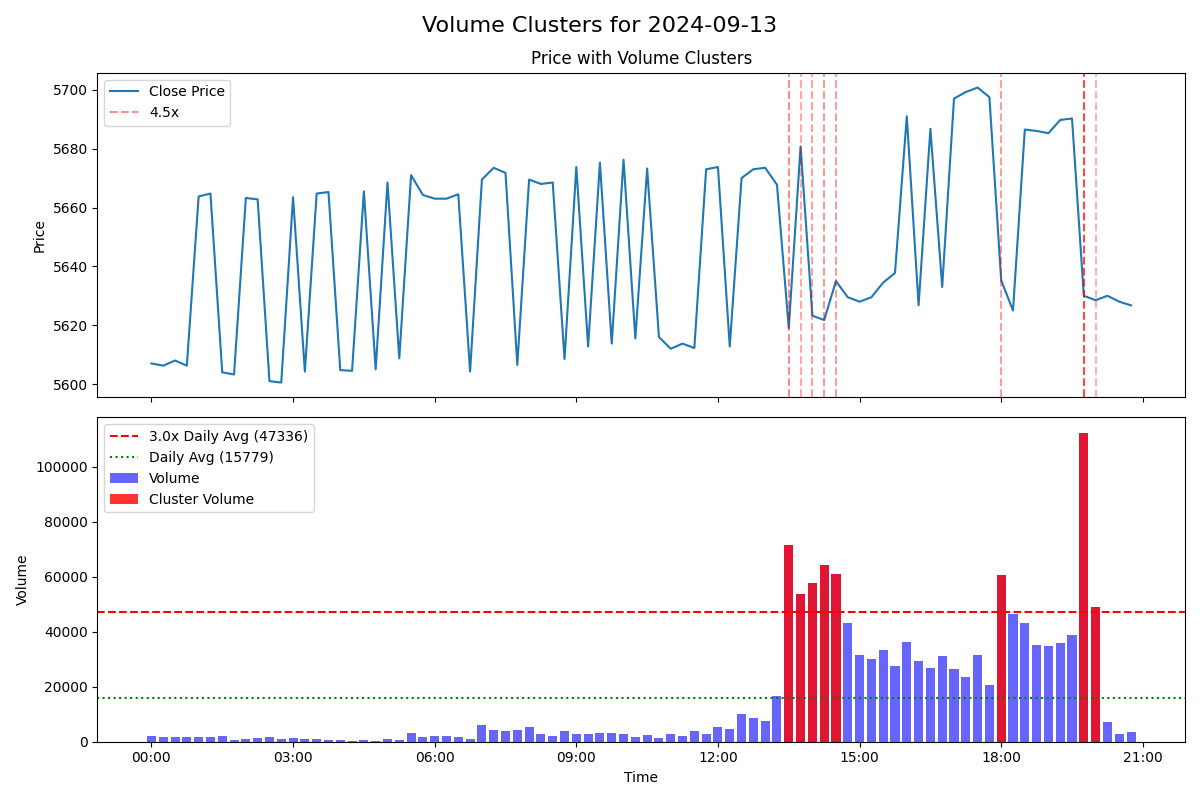 Volume Clusters for 2024-09-13
Price with Volume Clusters
Close Price
4.5x
5700
5680
5660
5640
5620
5600
Price
3.0x Daily Avg (47336)
Daily Avg (15779)
Volume
Cluster Volume
100000
80000
60000
40000
20000
0
Volume
00:00 03:00 06:00 09:00 12:00 15:00 18:00 21:00
Time